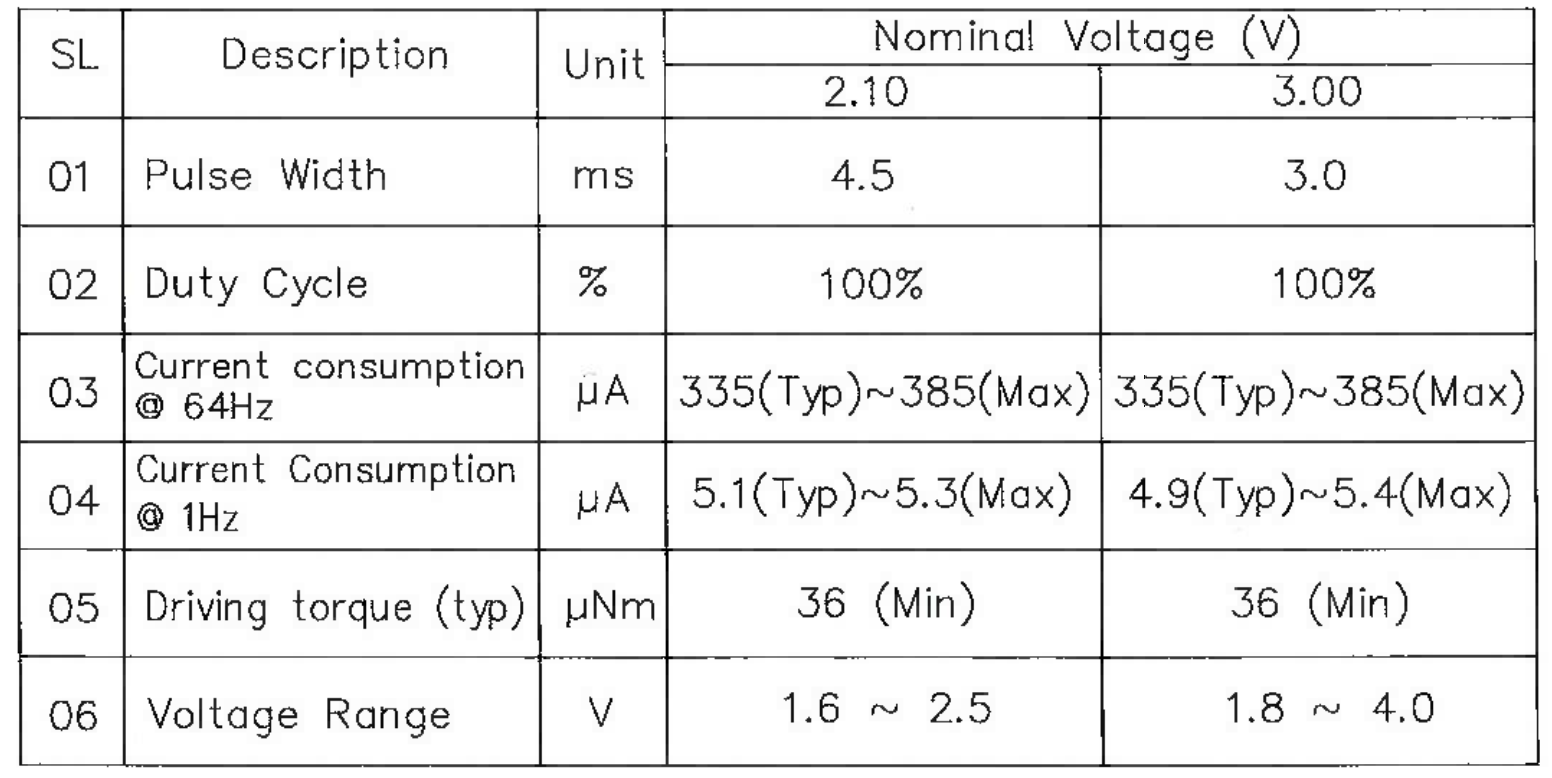 SL Description Unit Nominal Voltage (V)
2.10 3.00
01 Pulse Width ms 4.5 3.0
02 Duty Cycle % 100% 100%
03 Current consumption @ 64Hz µA 335(Typ)~385(Max) 335(Typ)~385(Max)
04 Current Consumption @ 1Hz µA 5.1(Typ)~5.3(Max) 4.9(Typ)~5.4(Max)
05 Driving torque (typ) µNm 36 (Min) 36 (Min)
06 Voltage Range V 1.6 ~ 2.5 1.8 ~ 4.0